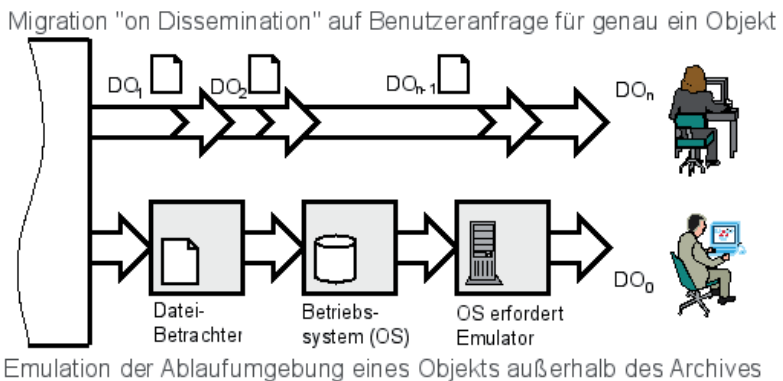 Migration "on Dissemination" auf Benutzeranfrage für genau ein Objekt
DO1
DO2
DOn-1
DOn
DO0
Datei-
Betrachter
Betriebs-
system (OS)
OS erfordert
Emulator
Emulation der Ablaufumgebung eines Objekts außerhalb des Archives